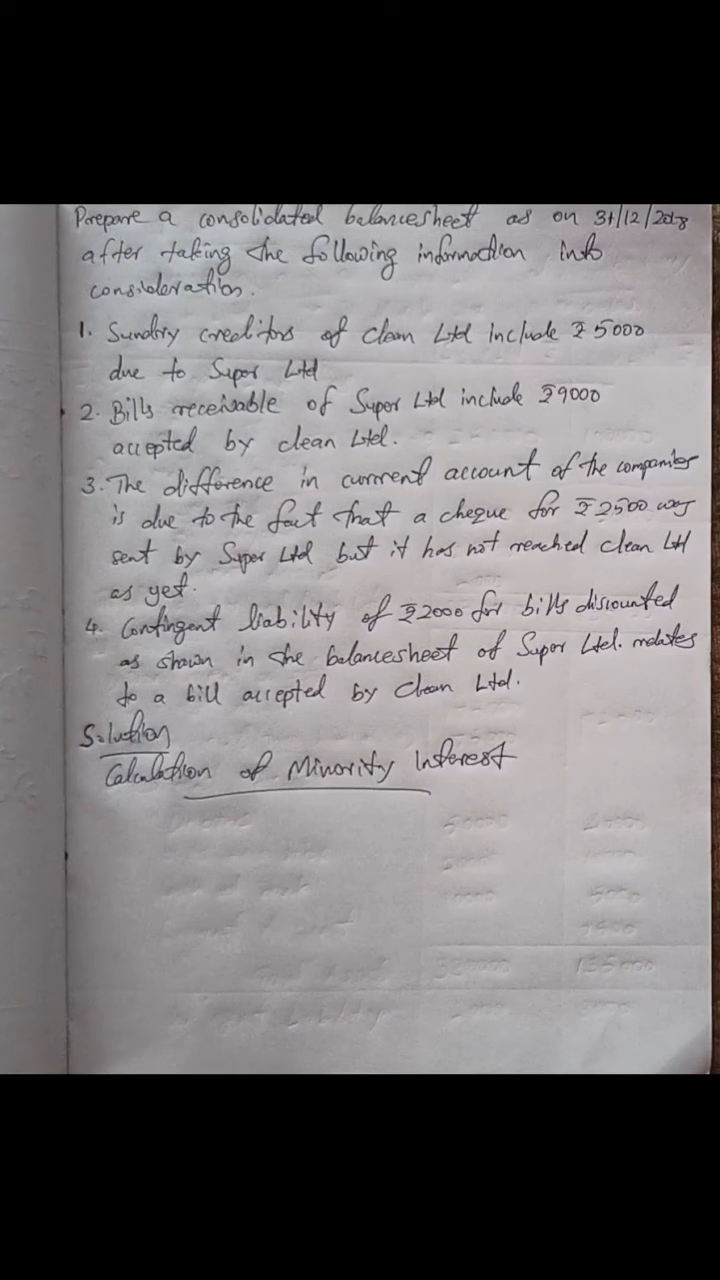 Prepare a consolidated balancesheet as on 31/12/2018
after taking the following information into
consideration.
1. Sundry creditors of Clean Ltd include ₹5000
due to Super Ltd
2. Bills receivable of Super Ltd include ₹9000
accepted by clean Ltd.
3. The difference in current account of the companies
is due to the fact that a cheque for ₹2500 was
sent by Super Ltd but it has not reached clean Ltd
as yet.
4. Contingent liability of ₹2000 for bills discounted
as shown in the balancesheet of Super Ltd. relates
to a bill accepted by Clean Ltd.
Solution
Calculation of Minority Interest